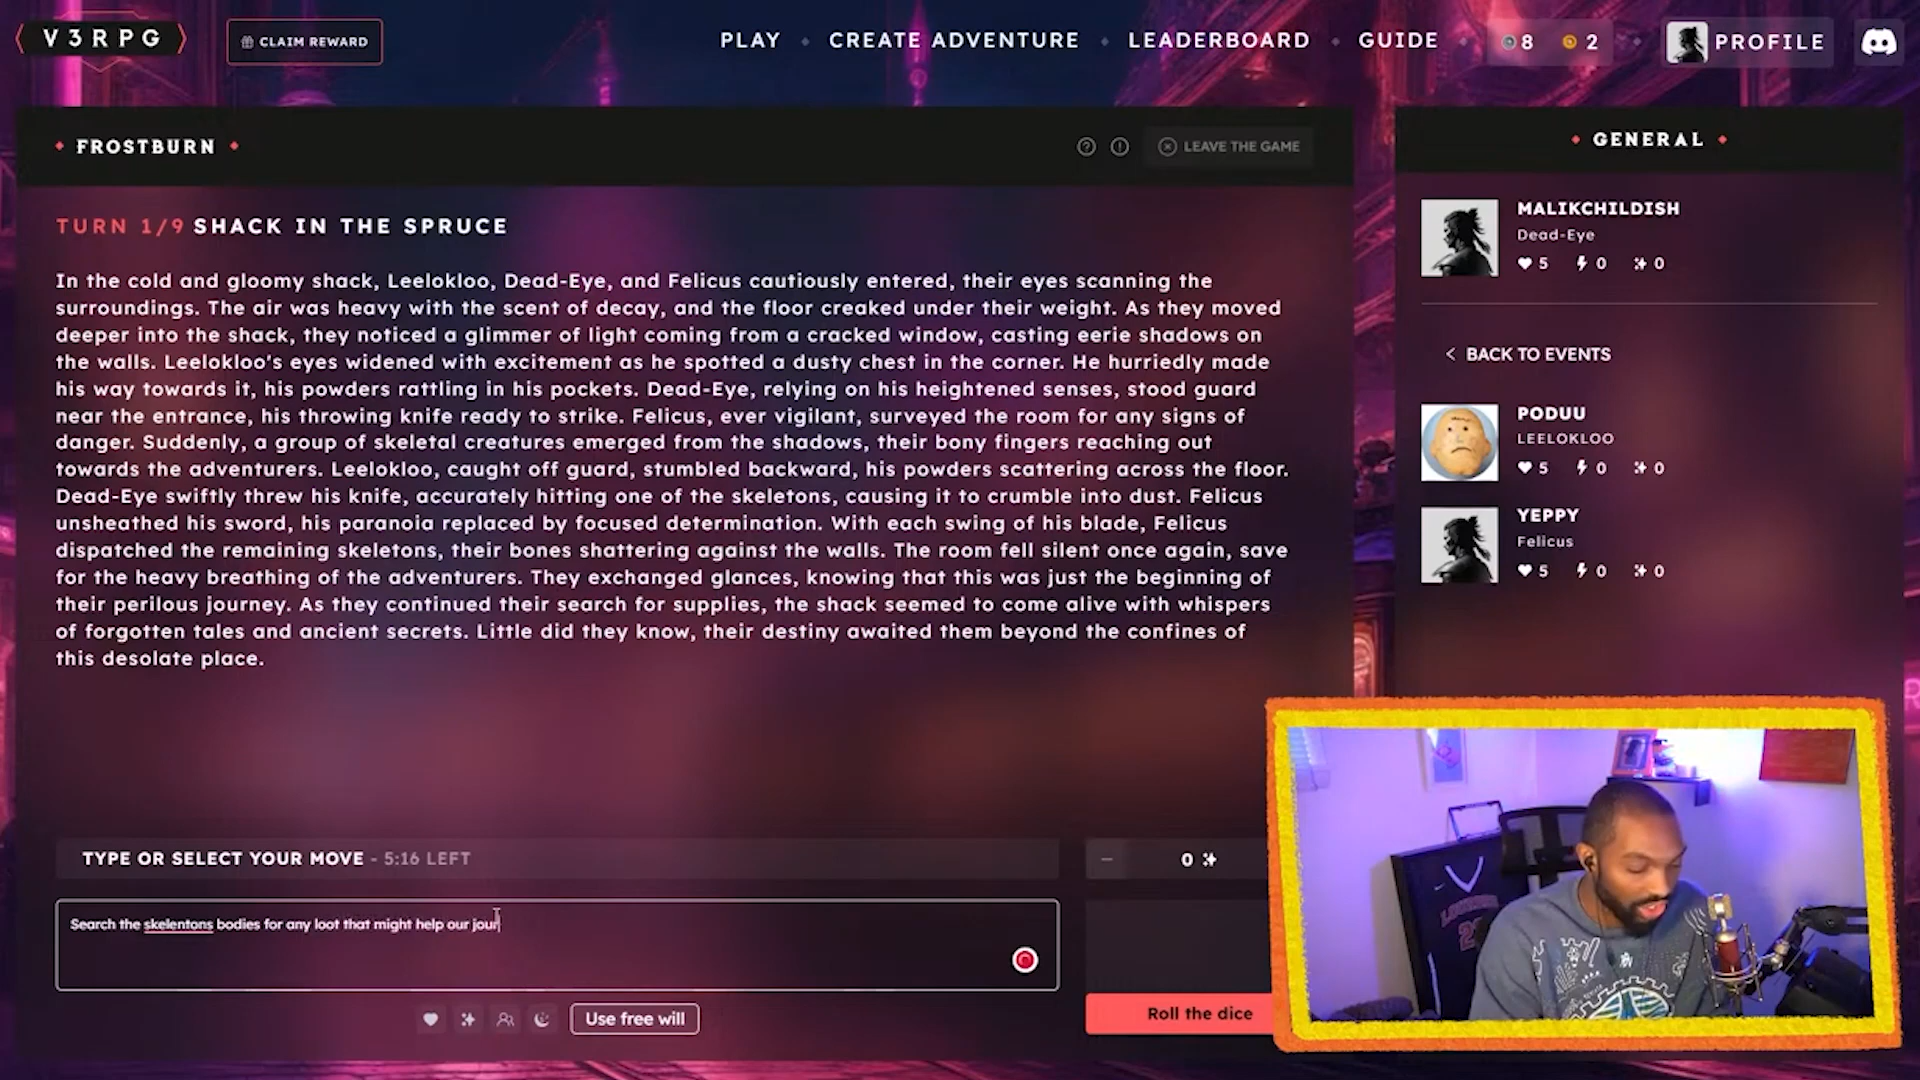 V3RPG
CLAIM REWARD
PLAY
CREATE ADVENTURE
LEADERBOARD
GUIDE
8
2
PROFILE
FROSTBURN
LEAVE THE GAME
TURN 1/9 SHACK IN THE SPRUCE
In the cold and gloomy shack, Leelokloo, Dead-Eye, and Felicus cautiously entered, their eyes scanning the
surroundings. The air was heavy with the scent of decay, and the floor creaked under their weight. As they moved
deeper into the shack, they noticed a glimmer of light coming from a cracked window, casting eerie shadows on
the walls. Leelokloo's eyes widened with excitement as he spotted a dusty chest in the corner. He hurriedly made
his way towards it, his powders rattling in his pockets. Dead-Eye, relying on his heightened senses, stood guard
near the entrance, his throwing knife ready to strike. Felicus, ever vigilant, surveyed the room for any signs of
danger. Suddenly, a group of skeletal creatures emerged from the shadows, their bony fingers reaching out
towards the adventurers. Leelokloo, caught off guard, stumbled backward, his powders scattering across the floor.
Dead-Eye swiftly threw his knife, accurately hitting one of the skeletons, causing it to crumble into dust. Felicus
unsheathed his sword, his paranoia replaced by focused determination. With each swing of his blade, Felicus
dispatched the remaining skeletons, their bones shattering against the walls. The room fell silent once again, save
for the heavy breathing of the adventurers. They exchanged glances, knowing that this was just the beginning of
their perilous journey. As they continued their search for supplies, the shack seemed to come alive with whispers
of forgotten tales and ancient secrets. Little did they know, their destiny awaited them beyond the confines of
this desolate place.
TYPE OR SELECT YOUR MOVE - 5:16 LEFT
Search the skelentons bodies for any loot that might help our jour
Use free will
0
Roll the dice
GENERAL
MALIKCHILDISH
Dead-Eye
5 0 0
< BACK TO EVENTS
PODUU
LEELOKLOO
5 0 0
YEPPY
Felicus
5 0 0